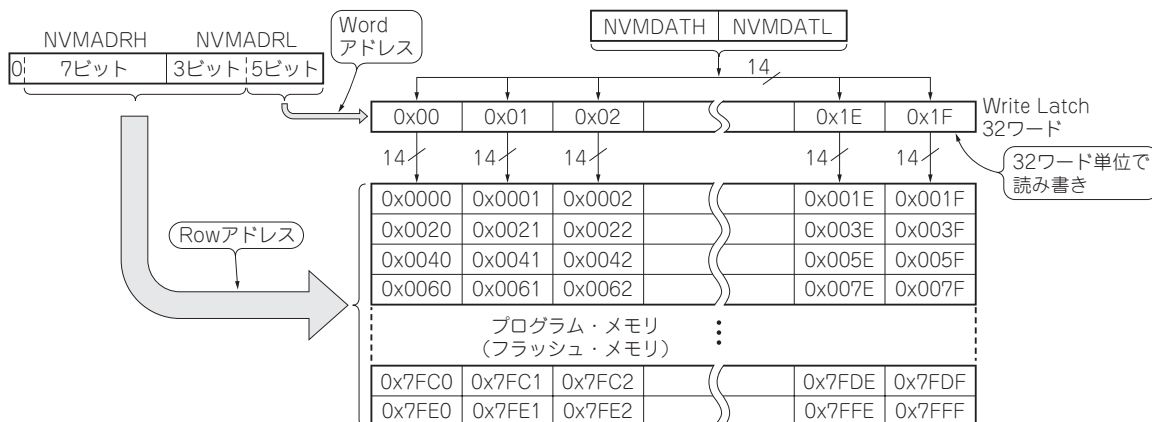 Word
アドレス
NVMDATH NVMDATL
NVMADRH NVMADRL
0 7ビット 3ビット 5ビット
14
0x00 0x01 0x02 0x1E 0x1F
Write Latch
32ワード
14 14 14 14 14
32ワード単位で
読み書き
0x0000 0x0001 0x0002 0x001E 0x001F
0x0020 0x0021 0x0022 0x003E 0x003F
Rowアドレス
0x0040 0x0041 0x0042 0x005E 0x005F
0x0060 0x0061 0x0062 0x007E 0x007F
プログラム・メモリ
(フラッシュ・メモリ)
0x7FC0 0x7FC1 0x7FC2 0x7FDE 0x7FDF
0x7FE0 0x7FE1 0x7FE2 0x7FFE 0x7FFF